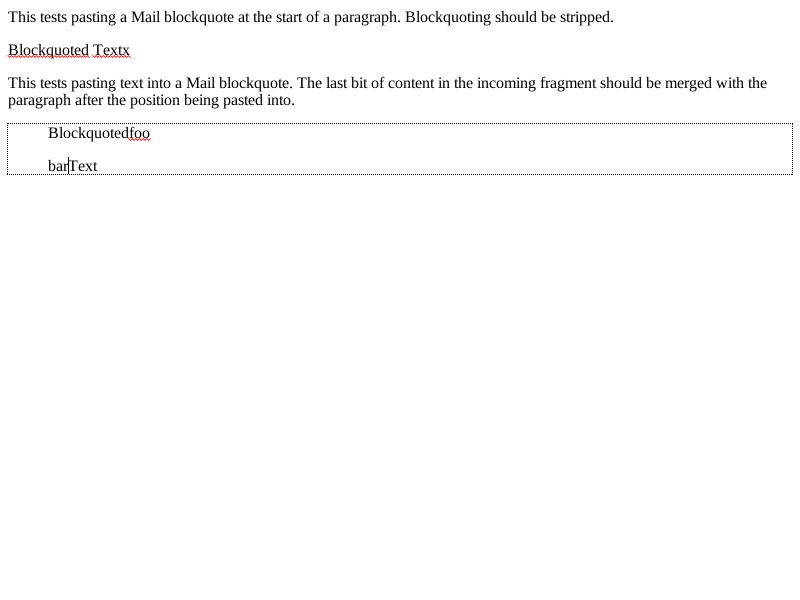 This tests pasting a Mail blockquote at the start of a paragraph. Blockquoting should be stripped.
Blockquoted Textx
This tests pasting text into a Mail blockquote. The last bit of content in the incoming fragment should be merged with the
paragraph after the position being pasted into.
Blockquotedfoo
barText